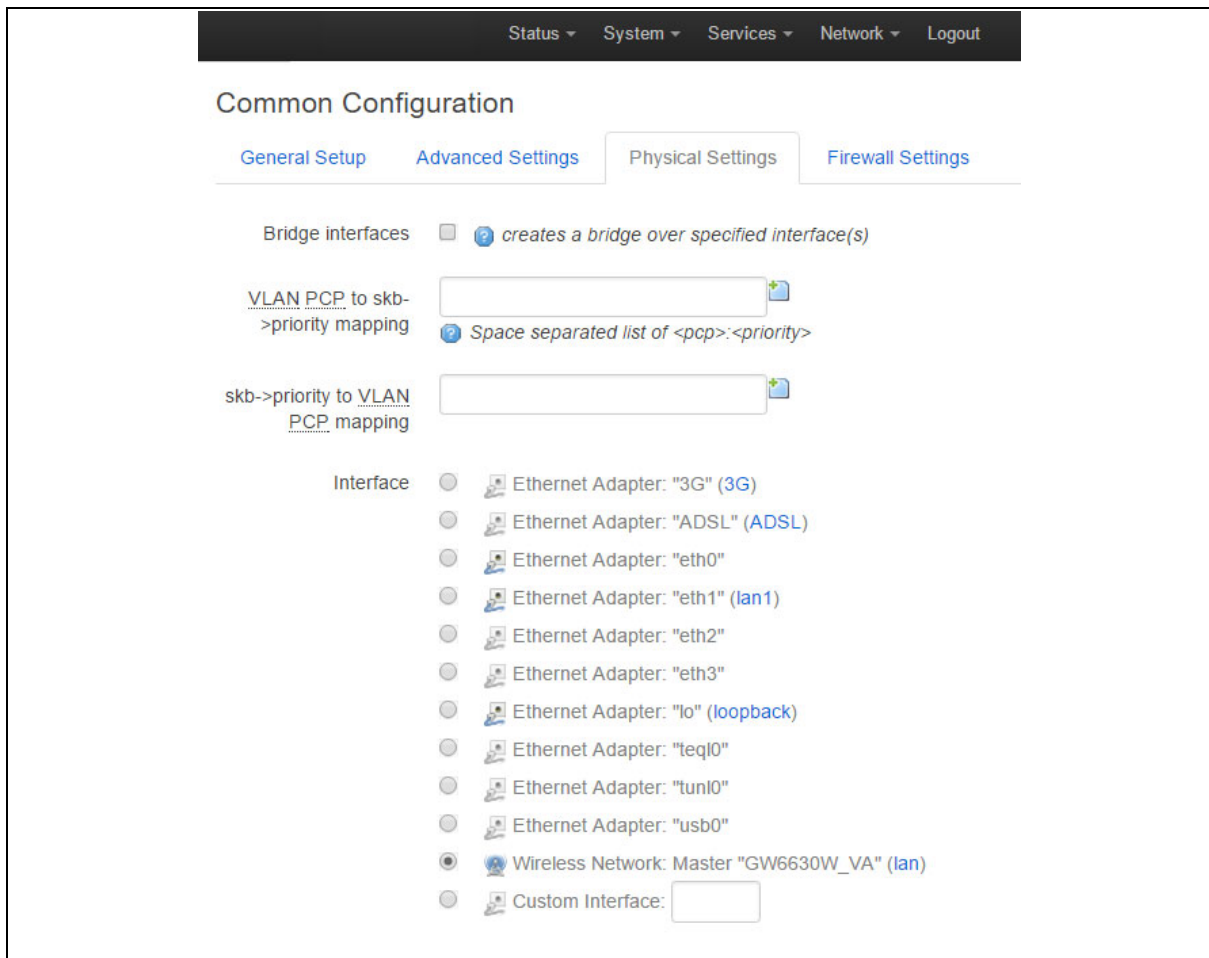 Status System Services Network Logout
Common Configuration
General Setup Advanced Settings Physical Settings Firewall Settings
Bridge interfaces creates a bridge over specified interface(s)
VLAN PCP to skb-
>priority mapping
Space separated list of <pcp>:<priority>
skb->priority to VLAN
PCP mapping
Interface Ethernet Adapter: "3G" (3G)
Ethernet Adapter: "ADSL" (ADSL)
Ethernet Adapter: "eth0"
Ethernet Adapter: "eth1" (lan1)
Ethernet Adapter: "eth2"
Ethernet Adapter: "eth3"
Ethernet Adapter: "lo" (loopback)
Ethernet Adapter: "teql0"
Ethernet Adapter: "tunl0"
Ethernet Adapter: "usb0"
Wireless Network: Master "GW6630W_VA" (lan)
Custom Interface: